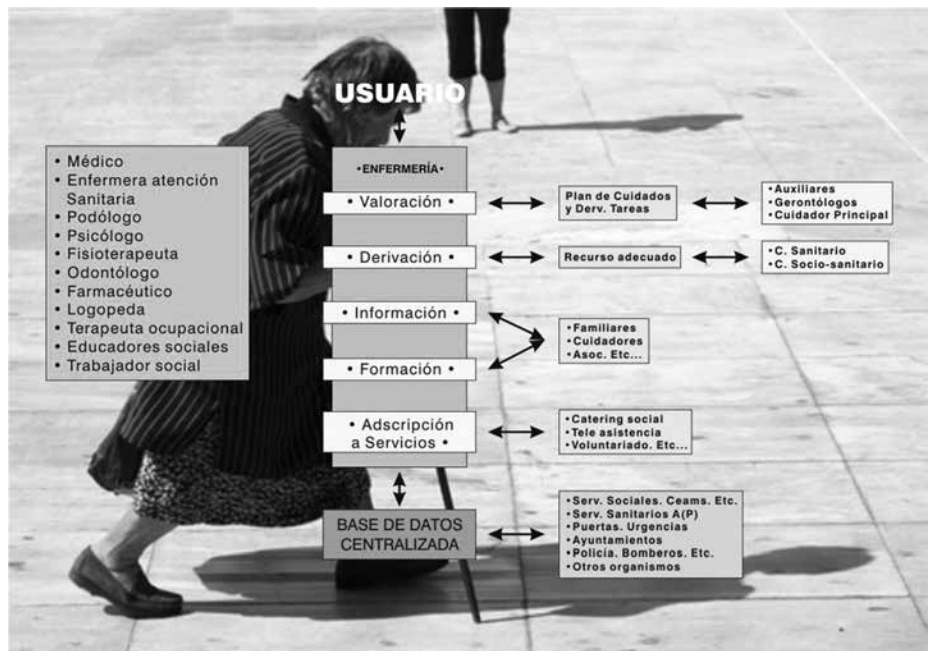 USUARIO
• Médico
• Enfermera atención
Sanitaria
• Podólogo
• Psicólogo
• Fisioterapeuta
• Odontólogo
• Farmacéutico
• Logopeda
• Terapeuta ocupacional
• Educadores sociales
• Trabajador social
•ENFERMERÍA•
• Valoración •
Plan de Cuidados
y Derv. Tareas
•Auxiliares
•Gerontólogos
•Cuidador Principal
• Derivación •
Recurso adecuado
• C. Sanitario
• C. Socio-sanitario
• Información •
• Formación •
•Familiares
•Cuidadores
•Asoc. Etc...
• Adscripción
a Servicios •
•Catering social
•Tele asistencia
•Voluntariado. Etc...
BASE DE DATOS
CENTRALIZADA
•Serv. Sociales. Ceams. Etc.
•Serv. Sanitarios A(P)
•Puertas. Urgencias
•Ayuntamientos
•Policía. Bomberos. Etc.
•Otros organismos